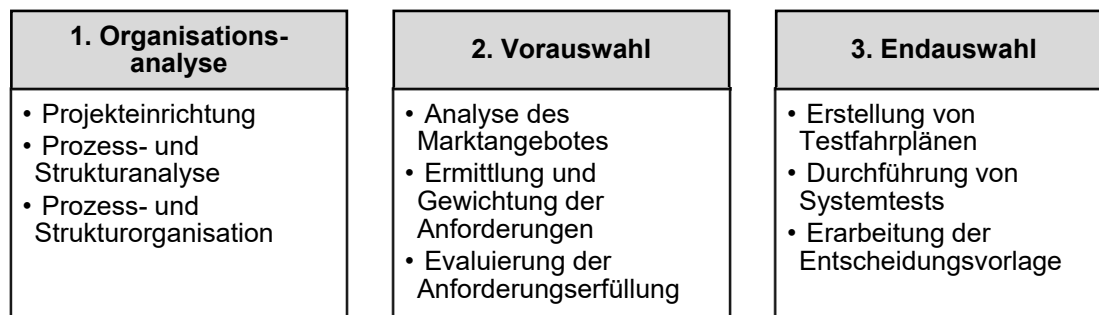 1. Organisations-
analyse
• Projekteinrichtung
• Prozess- und
Strukturanalyse
• Prozess- und
Strukturorganisation
2. Vorauswahl
• Analyse des
Marktangebotes
• Ermittlung und
Gewichtung der
Anforderungen
• Evaluierung der
Anforderungserfüllung
3. Endauswahl
• Erstellung von
Testfahrplänen
• Durchführung von
Systemtests
• Erarbeitung der
Entscheidungsvorlage